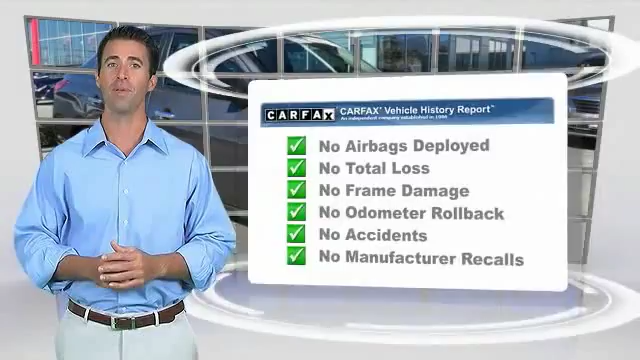 CARFAX CARFAX™ Vehicle History Report™
An independent company established in 1986
No Airbags Deployed
No Total Loss
No Frame Damage
No Odometer Rollback
No Accidents
No Manufacturer Recalls